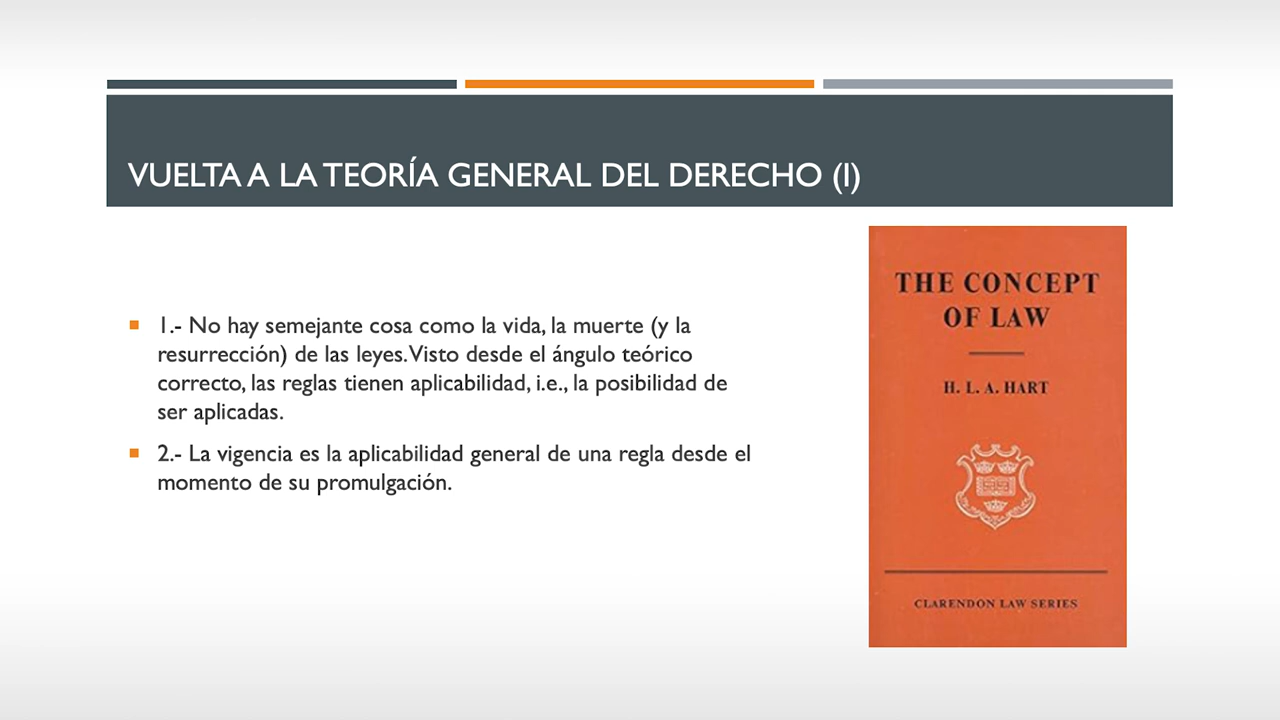 VUELTA A LA TEORÍA GENERAL DEL DERECHO (I)
1.- No hay semejante cosa como la vida, la muerte (y la
resurrección) de las leyes. Visto desde el ángulo teórico
correcto, las reglas tienen aplicabilidad, i.e., la posibilidad de
ser aplicadas.
2.- La vigencia es la aplicabilidad general de una regla desde el
momento de su promulgación.
THE CONCEPT
OF LAW
H. L. A. HART
CLARENDON LAW SERIES